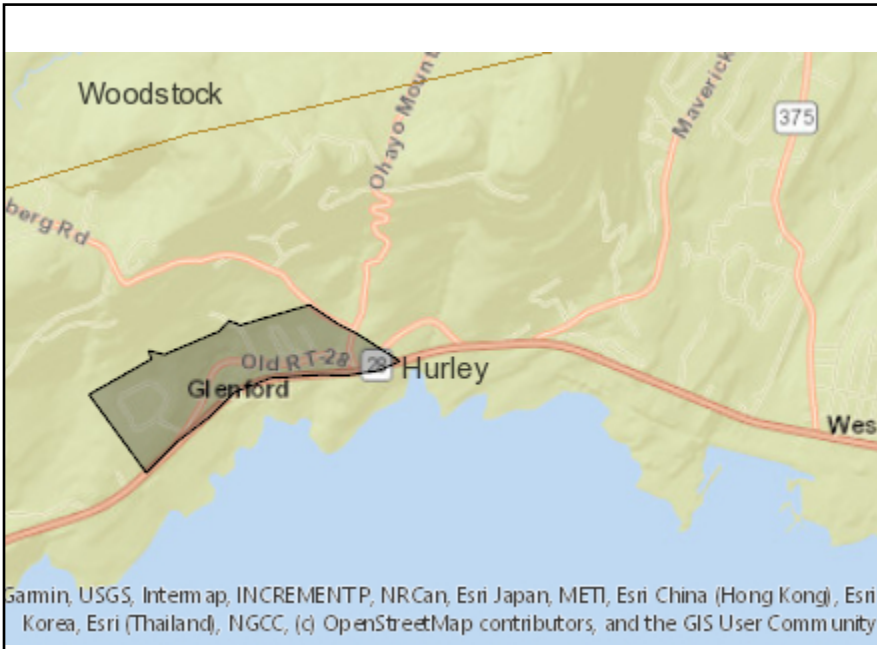 Woodstock
Ohayo Mount
Maverick
375
berg Rd
Old RT-28
28
Hurley
Glenford
Wes
Garmin, USGS, Intermap, INCREMENT P, NRCan, Esri Japan, METI, Esri China (Hong Kong), Esri
Korea, Esri (Thailand), NGCC, (c) OpenStreetMap contributors, and the GIS User Community